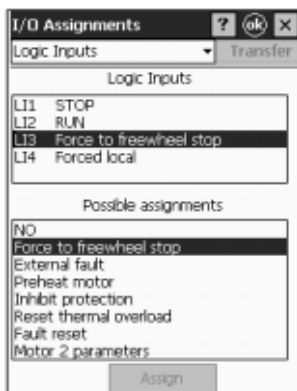 I/O Assignments ? ok ×
Logic Inputs Transfer
Logic Inputs
LI1 STOP
LI2 RUN
LI3 Force to freewheel stop
LI4 Forced local
Possible assignments
NO
Force to freewheel stop
External fault
Preheat motor
Inhibit protection
Reset thermal overload
Fault reset
Motor 2 parameters
Assign